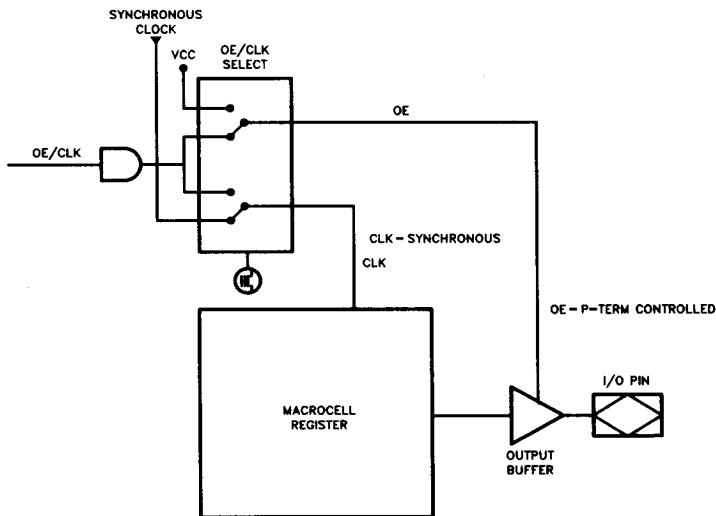 SYNCHRONOUS
CLOCK
VCC
OE/CLK
SELECT
OE
OE/CLK
CLK-SYNCHRONOUS
CLK
OE-P-TERM CONTROLLED
I/O PIN
MACROCELL
REGISTER
OUTPUT
BUFFER